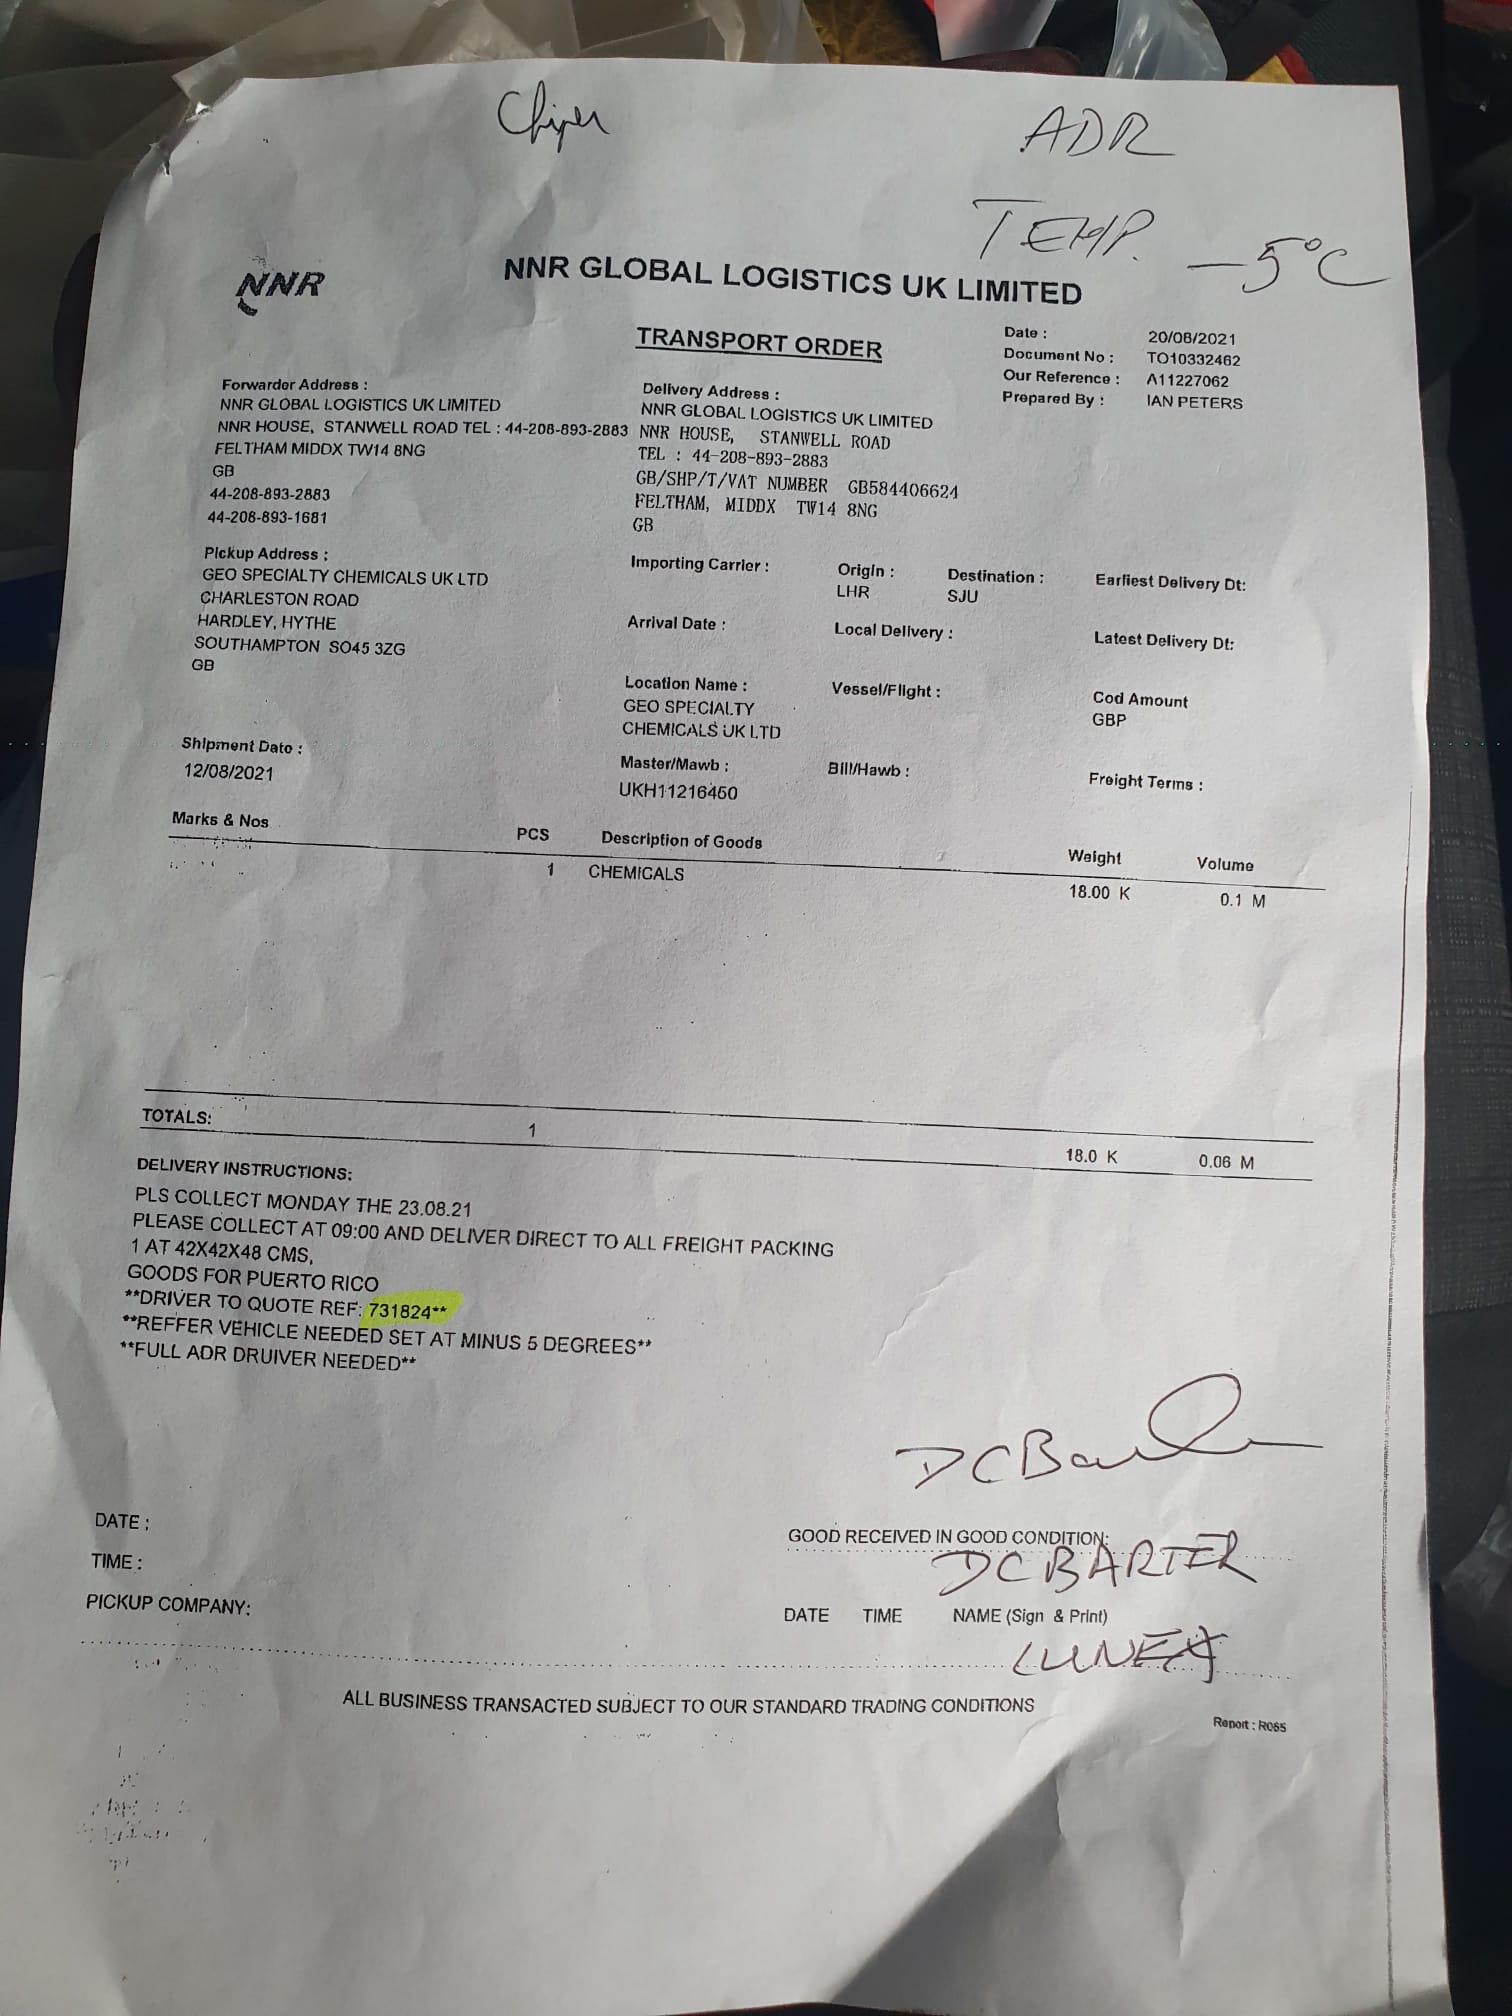 ADR
TEMP. -5°C
NNR
NNR GLOBAL LOGISTICS UK LIMITED
TRANSPORT ORDER
Date : 20/08/2021
Document No : TO10332462
Our Reference : A11227062
Prepared By : IAN PETERS
Forwarder Address :
NNR GLOBAL LOGISTICS UK LIMITED
NNR HOUSE, STANWELL ROAD TEL : 44-208-893-2883
FELTHAM MIDDX TW14 8NG
GB
44-208-893-2883
44-208-893-1681
Delivery Address :
NNR GLOBAL LOGISTICS UK LIMITED
NNR HOUSE, STANWELL ROAD
TEL : 44-208-893-2883
GB/SHP/T/VAT NUMBER GB584406624
FELTHAM, MIDDX TW14 8NG
GB
Pickup Address :
GEO SPECIALTY CHEMICALS UK LTD
CHARLESTON ROAD
HARDLEY, HYTHE
SOUTHAMPTON SO45 3ZG
GB
Importing Carrier : Origin : Destination : Earliest Delivery Dt:
LHR SJU
Arrival Date : Local Delivery : Latest Delivery Dt:
Location Name : Vessel/Flight : Cod Amount
GEO SPECIALTY GBP
CHEMICALS UK LTD
Shipment Date : Master/Mawb : Bill/Hawb : Freight Terms :
12/08/2021 UKH11216460
Marks & Nos PCS Description of Goods Weight Volume
1 CHEMICALS 18.00 K 0.1 M
TOTALS: 1 18.0 K 0.06 M
DELIVERY INSTRUCTIONS:
PLS COLLECT MONDAY THE 23.08.21
PLEASE COLLECT AT 09:00 AND DELIVER DIRECT TO ALL FREIGHT PACKING
1 AT 42X42X48 CMS,
GOODS FOR PUERTO RICO
**DRIVER TO QUOTE REF: 731824**
**REFFER VEHICLE NEEDED SET AT MINUS 5 DEGREES**
**FULL ADR DRUIVER NEEDED**
DATE :
TIME :
PICKUP COMPANY:
GOOD RECEIVED IN GOOD CONDITION:
DC BARTER
DATE TIME NAME (Sign & Print)
ALL BUSINESS TRANSACTED SUBJECT TO OUR STANDARD TRADING CONDITIONS
Report : R065